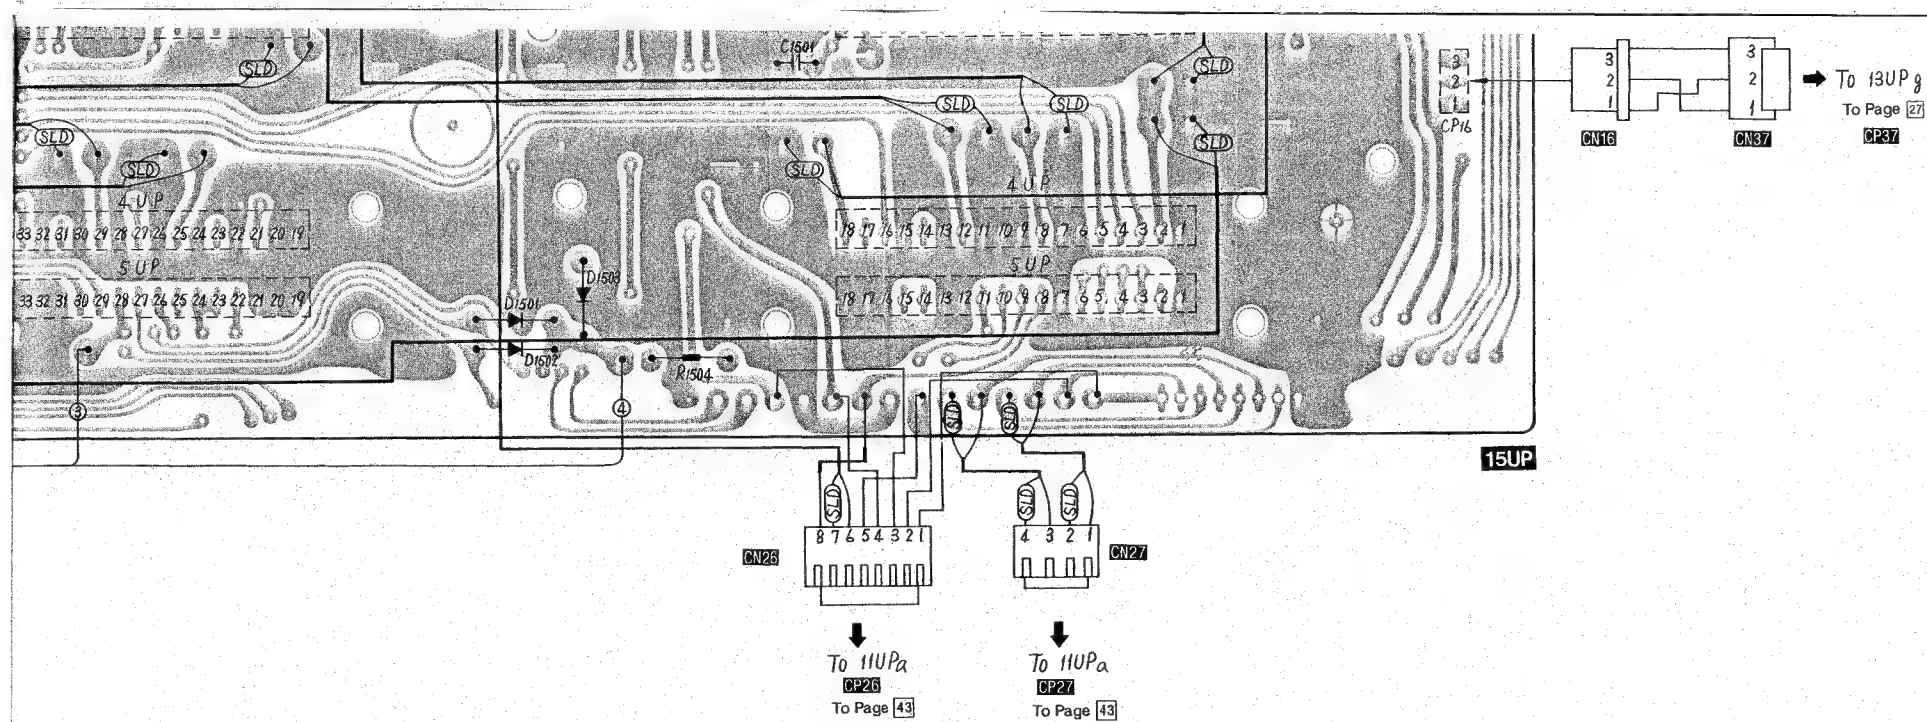 C1501
SLD
SLD
SLD
SLD
3
2
1
CP16
3
2
1
CN16
3
2
1
CN37
To 13UPg
To Page 27
CP37
SLD
SLD
SLD
SLD
SLD
4 UP
33 32 31 30 29 28 27 26 25 24 23 22 21 20 19
5 UP
33 32 31 30 29 28 27 26 25 24 23 22 21 20 19
4 UP
18 17 16 15 14 13 12 11 10 9 8 7 6 5 4 3 2 1
5 UP
18 17 16 15 14 13 12 11 10 9 8 7 6 5 4 3 2 1
D1503
D1501
D1502
R1504
3
4
SLD
SLD
15UP
SLD
SLD
SLD
8 7 6 5 4 3 2 1
CN26
4 3 2 1
CN27
To 11UPa
CP26
To Page 43
To 11UPa
CP27
To Page 43